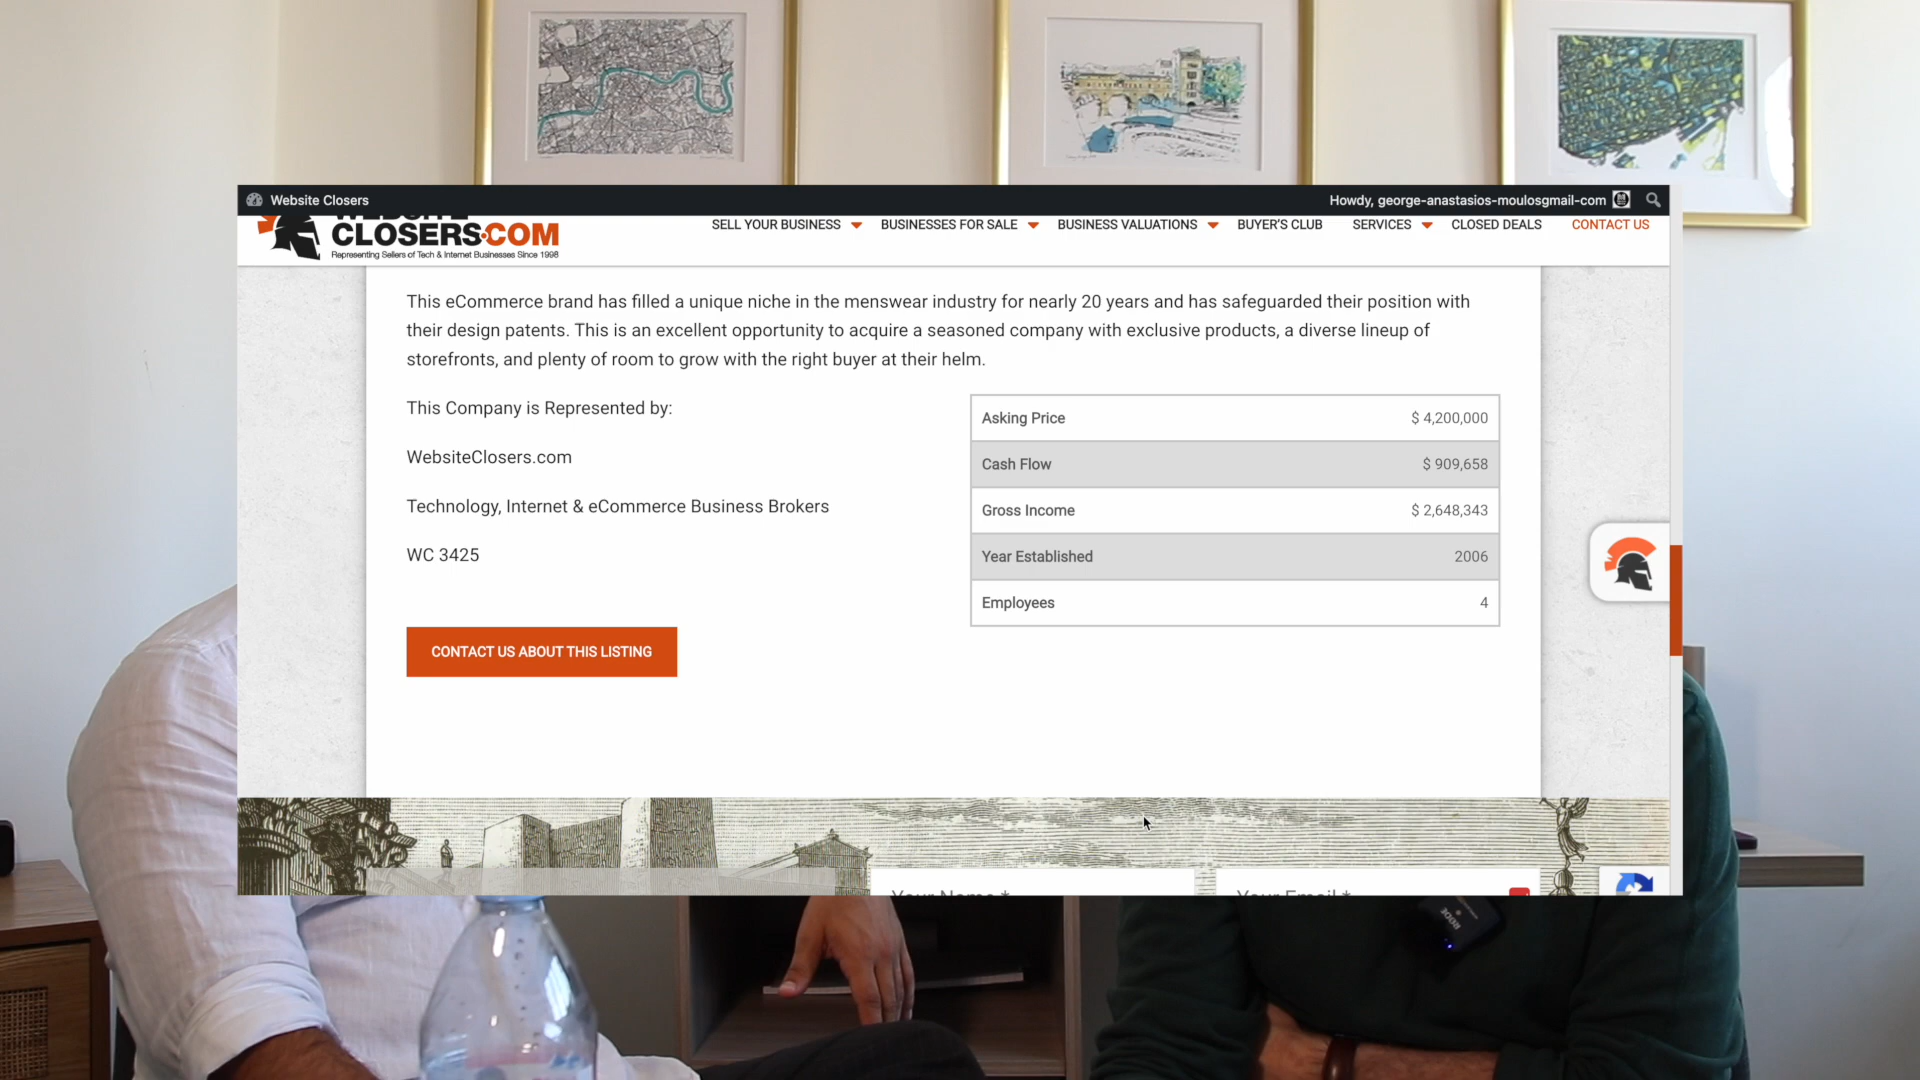 Website Closers
Howdy, george-anastasios-moulosgmail-com
CLOSERS.COM
Representing Sellers of Tech & Internet Businesses Since 1998
SELL YOUR BUSINESS
BUSINESSES FOR SALE
BUSINESS VALUATIONS
BUYER'S CLUB
SERVICES
CLOSED DEALS
CONTACT US
This eCommerce brand has filled a unique niche in the menswear industry for nearly 20 years and has safeguarded their position with
their design patents. This is an excellent opportunity to acquire a seasoned company with exclusive products, a diverse lineup of
storefronts, and plenty of room to grow with the right buyer at their helm.
This Company is Represented by:
WebsiteClosers.com
Technology, Internet & eCommerce Business Brokers
WC 3425
CONTACT US ABOUT THIS LISTING
Asking Price $ 4,200,000
Cash Flow $ 909,658
Gross Income $ 2,648,343
Year Established 2006
Employees 4
Your Name *
Your Email *
RODE